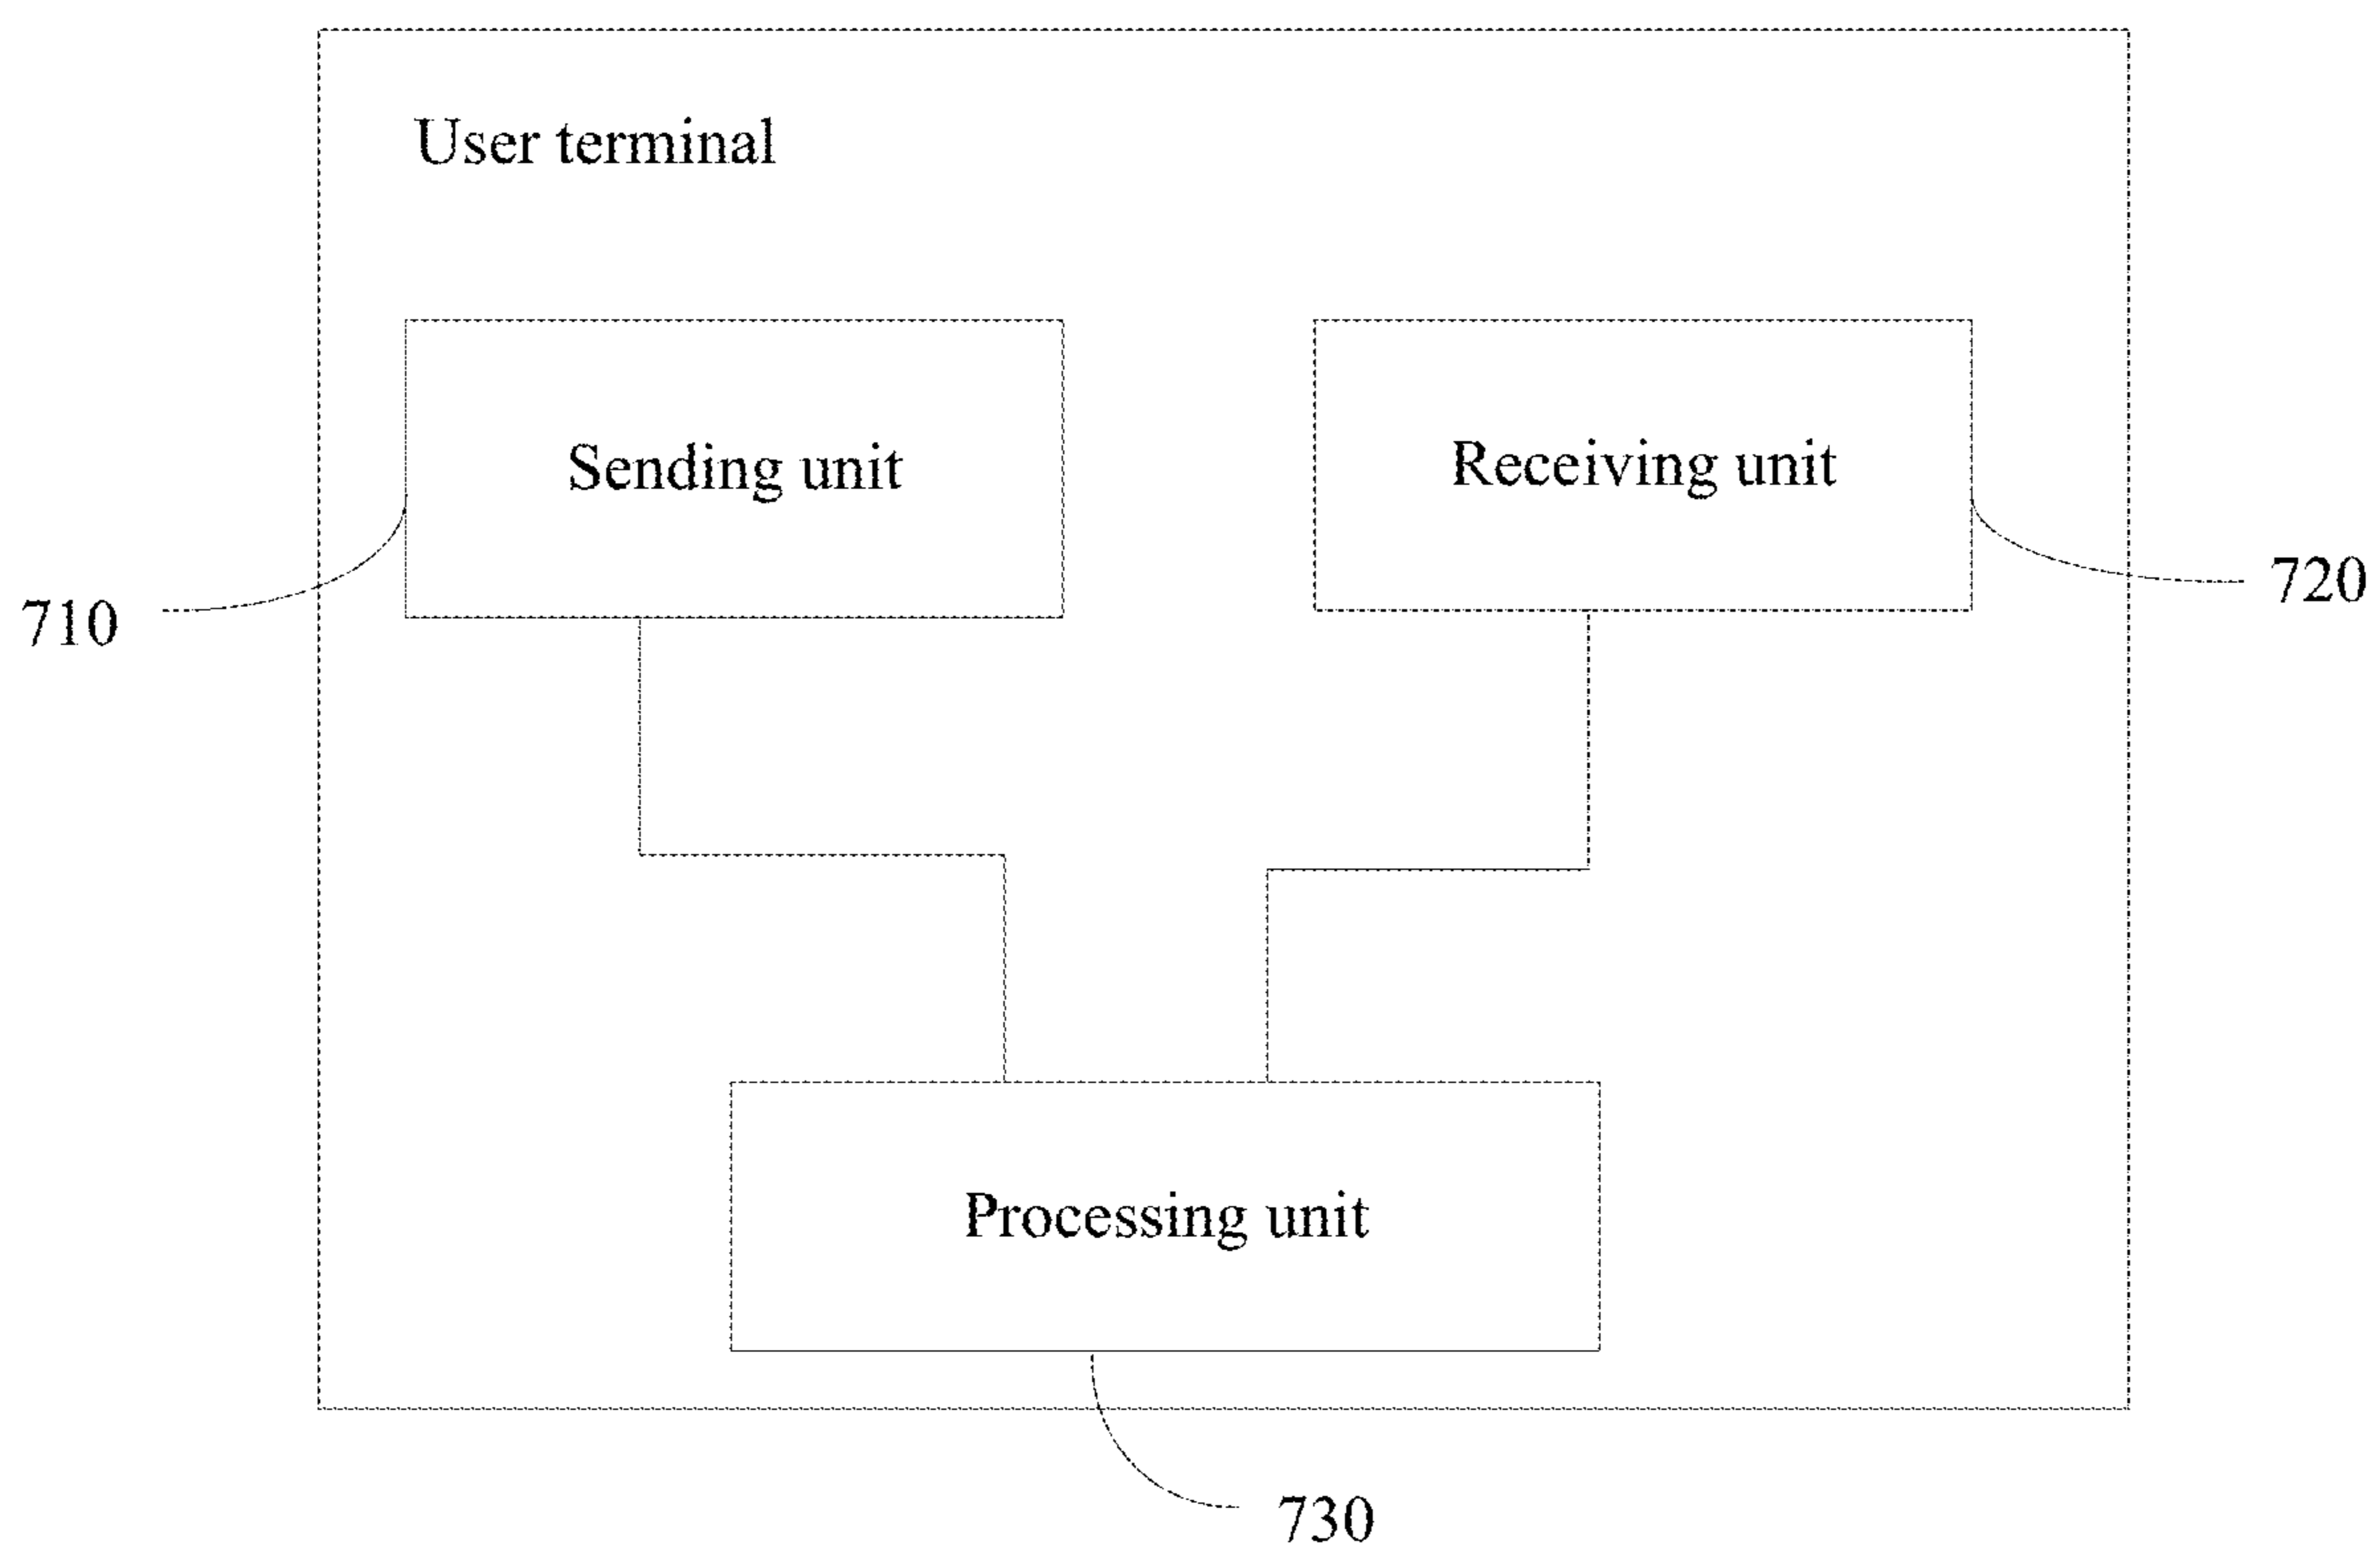 User terminal
Sending unit
Receiving unit
710
720
Processing unit
730